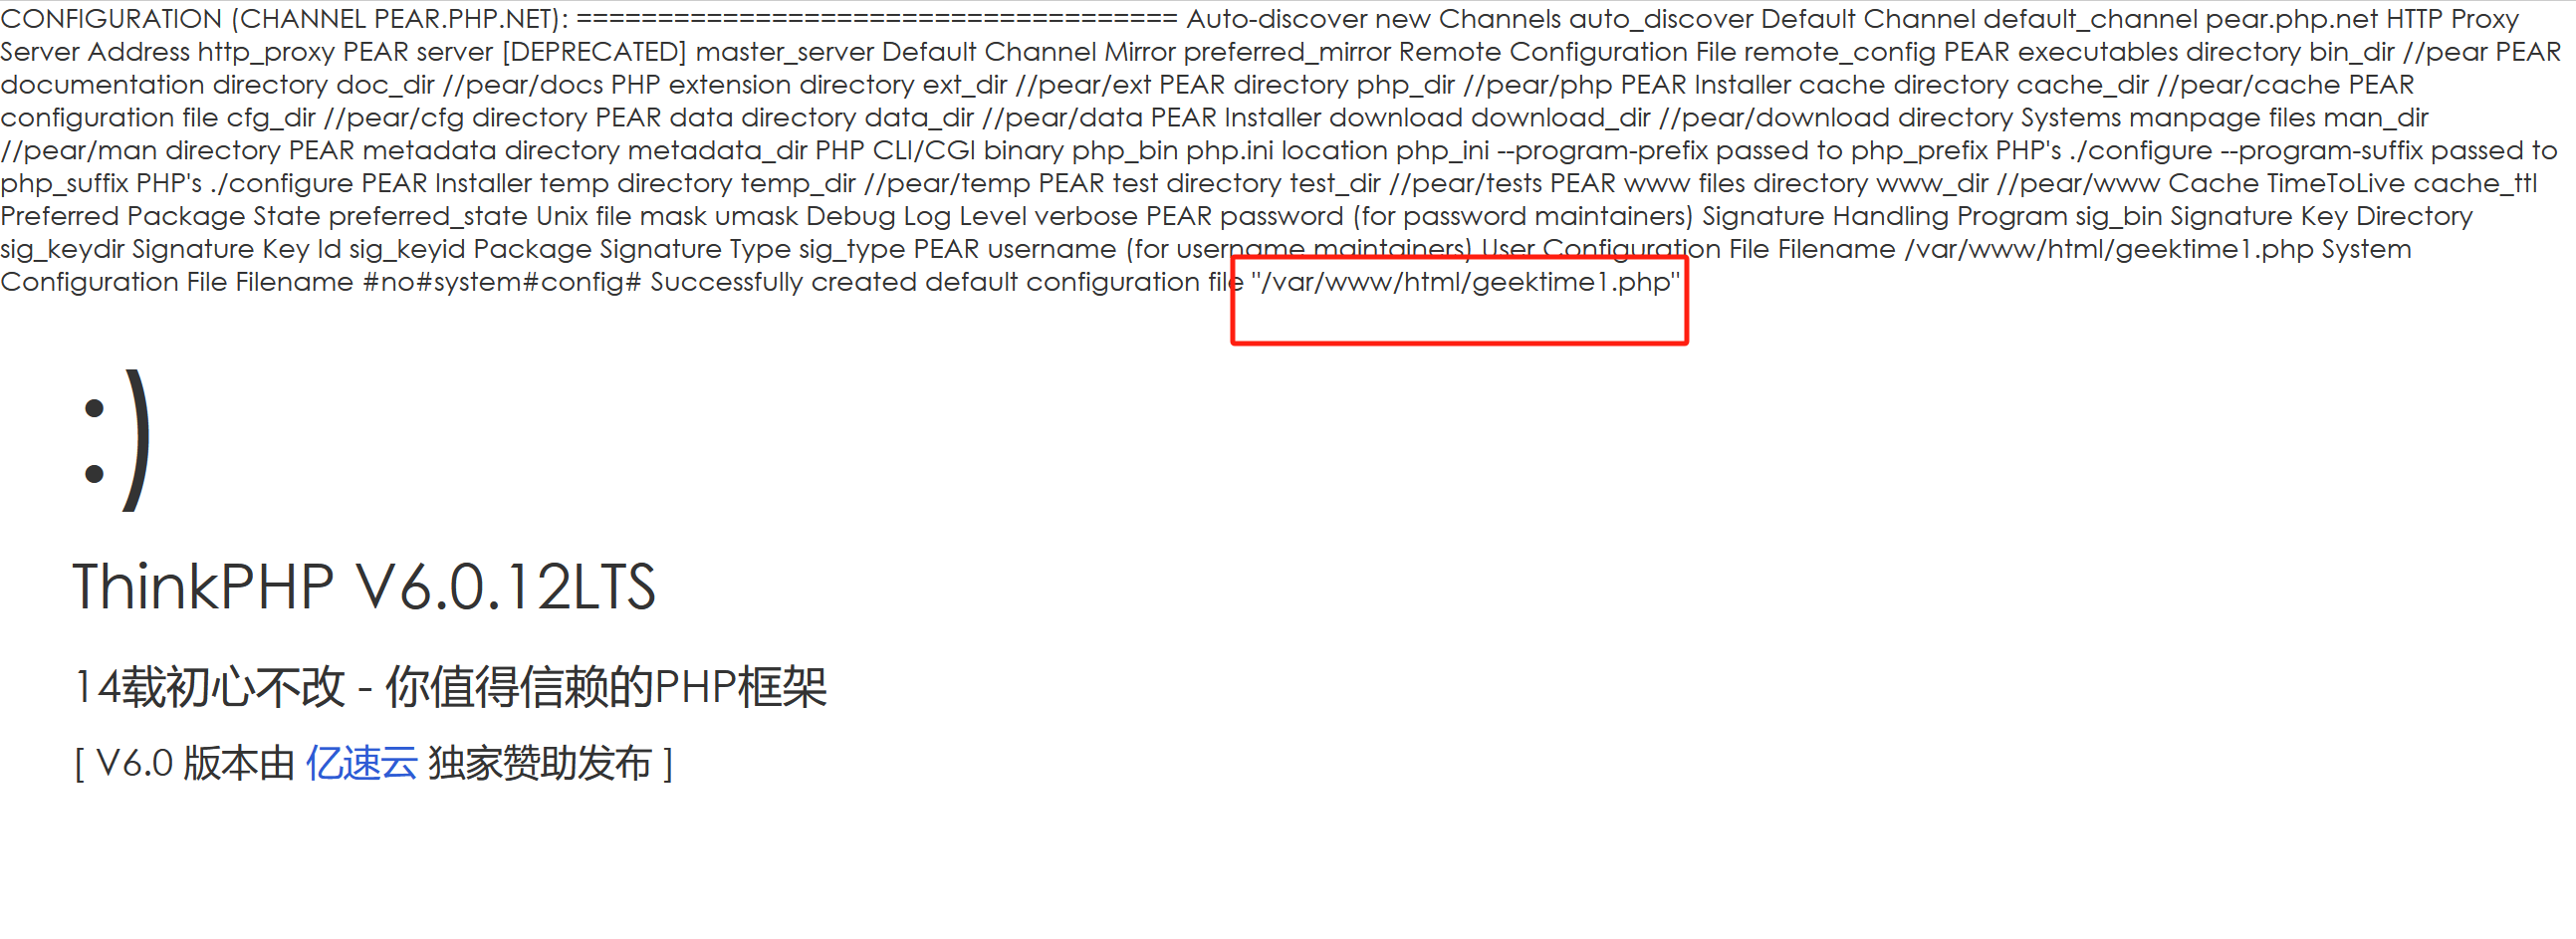 CONFIGURATION (CHANNEL PEAR.PHP.NET): ===================================== Auto-discover new Channels auto_discover Default Channel default_channel pear.php.net HTTP Proxy
Server Address http_proxy PEAR server [DEPRECATED] master_server Default Channel Mirror preferred_mirror Remote Configuration File remote_config PEAR executables directory bin_dir //pear PEAR
documentation directory doc_dir //pear/docs PHP extension directory ext_dir //pear/ext PEAR directory php_dir //pear/php PEAR Installer cache directory cache_dir //pear/cache PEAR
configuration file cfg_dir //pear/cfg directory PEAR data directory data_dir //pear/data PEAR Installer download download_dir //pear/download directory Systems manpage files man_dir
//pear/man directory PEAR metadata directory metadata_dir PHP CLI/CGI binary php_bin php.ini location php_ini --program-prefix passed to php_prefix PHP's ./configure --program-suffix passed to
php_suffix PHP's ./configure PEAR Installer temp directory temp_dir //pear/temp PEAR test directory test_dir //pear/tests PEAR www files directory www_dir //pear/www Cache TimeToLive cache_ttl
Preferred Package State preferred_state Unix file mask umask Debug Log Level verbose PEAR password (for password maintainers) Signature Handling Program sig_bin Signature Key Directory
sig_keydir Signature Key Id sig_keyid Package Signature Type sig_type PEAR username (for username maintainers) User Configuration File Filename /var/www/html/geektime1.php System
Configuration File Filename #no#system#config# Successfully created default configuration file "/var/www/html/geektime1.php"
:)
ThinkPHP V6.0.12LTS
14载初心不改 - 你值得信赖的PHP框架
[ V6.0 版本由 亿速云 独家赞助发布 ]